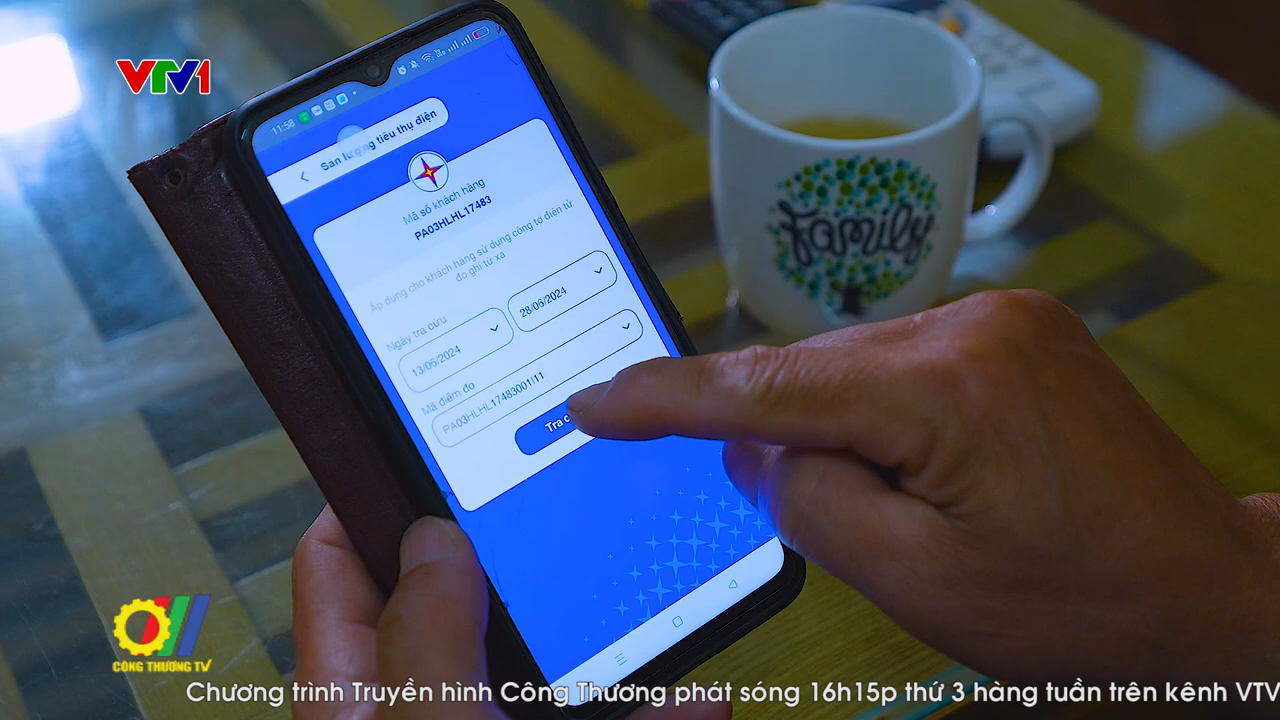 VTV1
11:58
Sản lượng tiêu thụ điện
Mã số khách hàng
PA03HLHL17483
Áp dụng cho khách hàng sử dụng công tơ điện tử
đo ghi từ xa
Ngày tra cứu
13/06/2024
28/06/2024
Mã điểm đo
PA03HLHL17483001/11
Tra
family
CÔNG THƯƠNG TV
Chương trình Truyền hình Công Thương phát sóng 16h15p thứ 3 hàng tuần trên kênh VTV